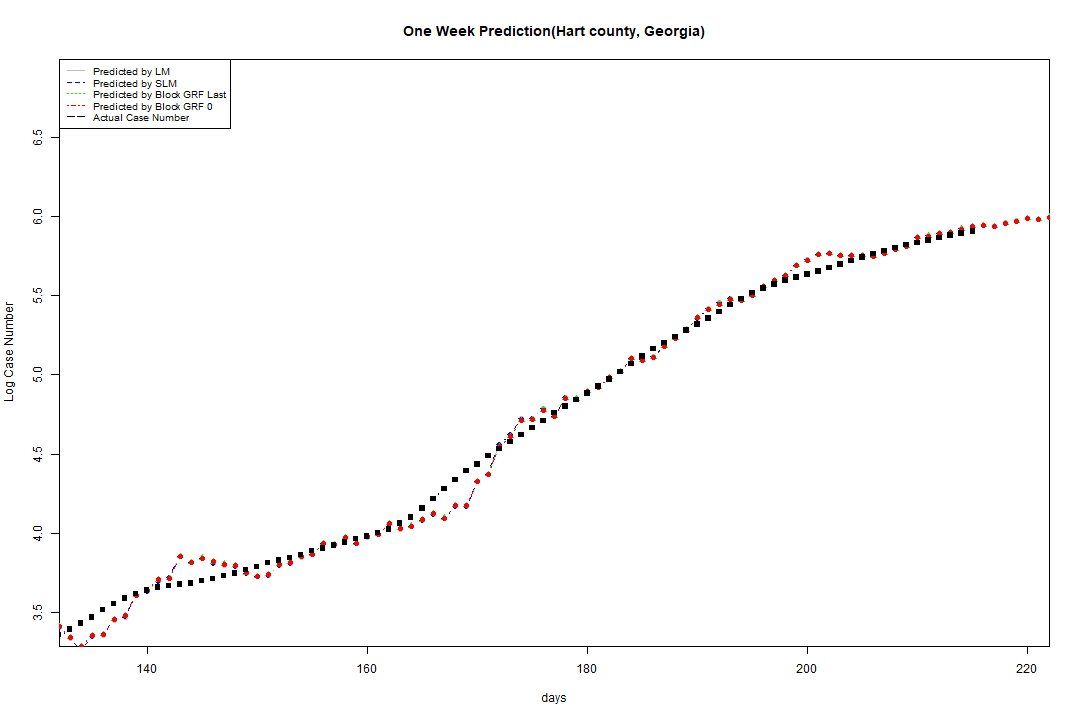 One Week Prediction(Hart county, Georgia)
Predicted by LM
Predicted by SLM
Predicted by Block GRF Last
Predicted by Block GRF 0
Actual Case Number
6.5
6.0
5.5
5.0
4.5
4.0
3.5
Log Case Number
140 160 180 200 220
days